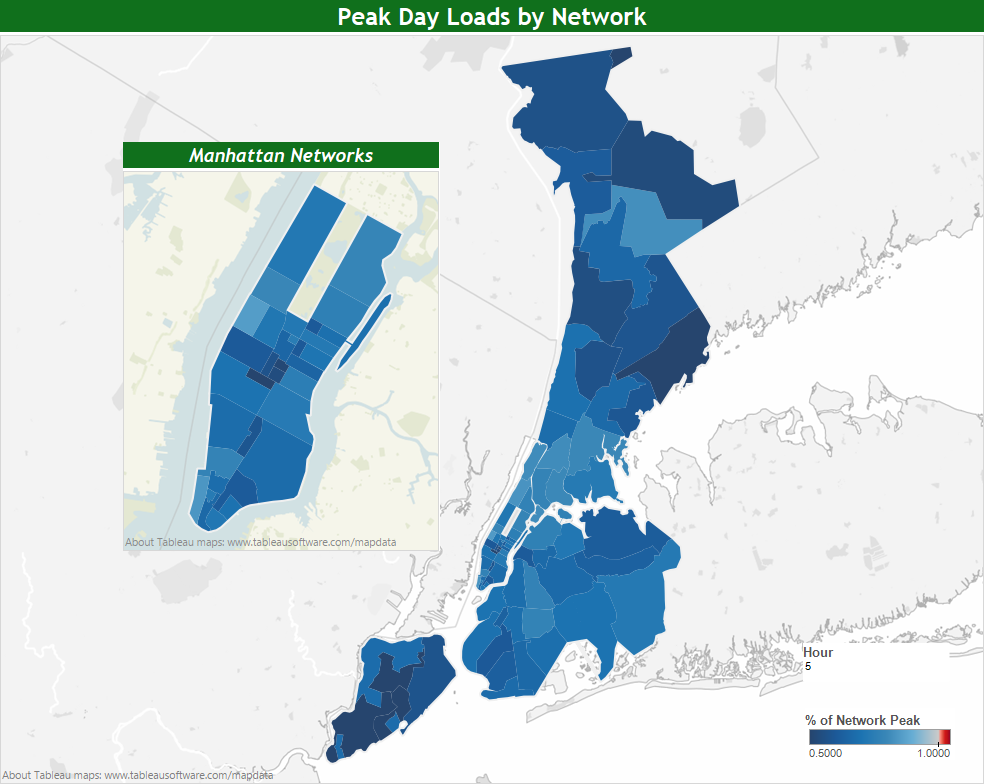 Peak Day Loads by Network
Manhattan Networks
About Tableau maps: www.tableausoftware.com/mapdata
Hour
5
% of Network Peak
0.5000 1.0000
About Tableau maps: www.tableausoftware.com/mapdata